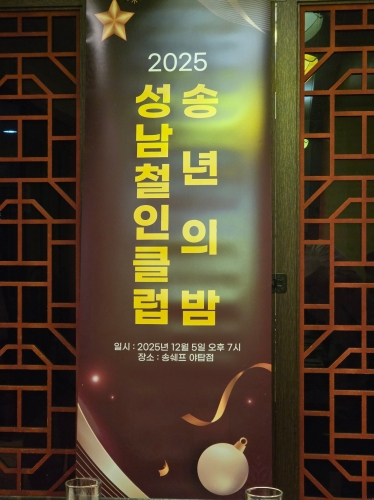 2025
성남철인클럽
송년의밤
일시 : 2025년 12월 5일 오후 7시
장소 : 송쉐프 야탑점